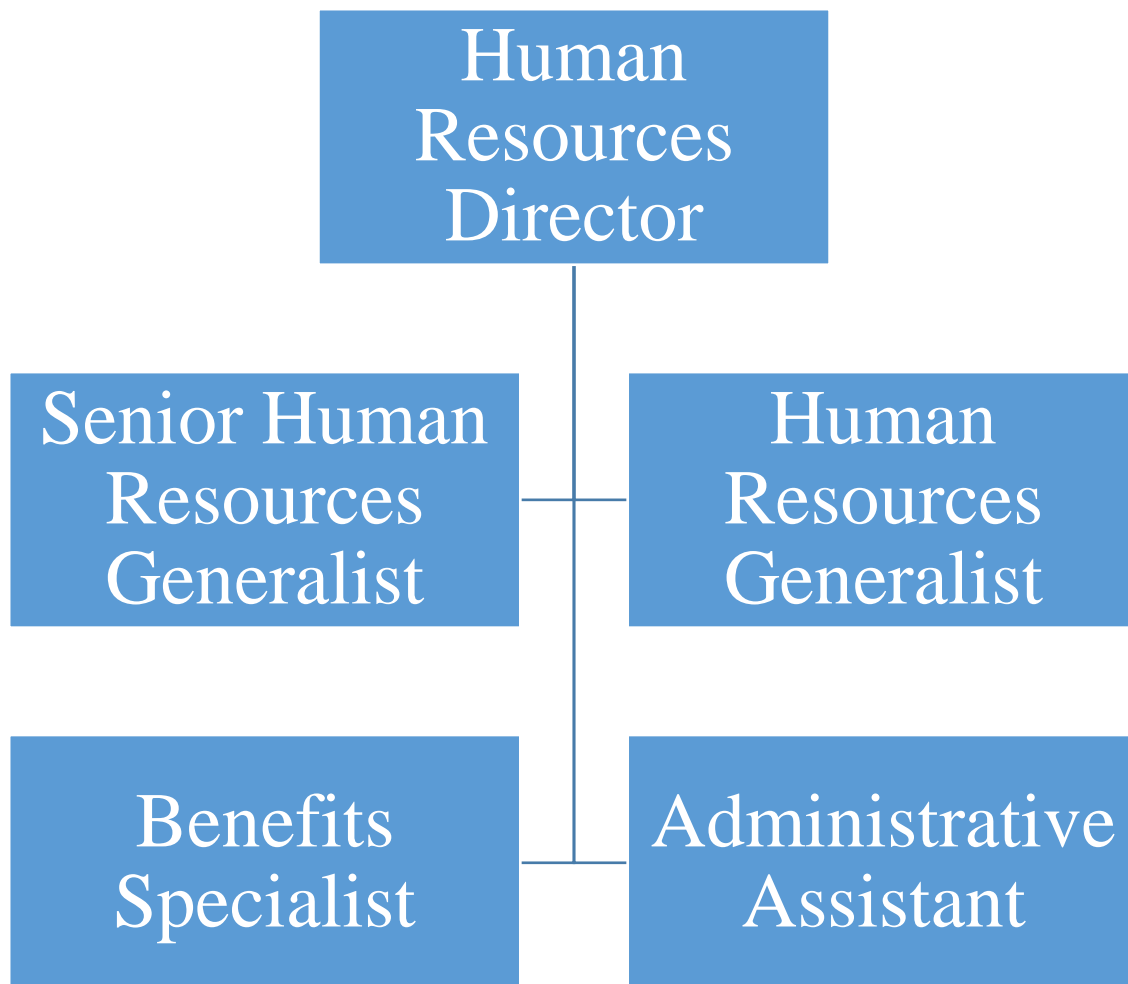 Human
Resources
Director
Senior Human
Resources
Generalist
Human
Resources
Generalist
Benefits
Specialist
Administrative
Assistant